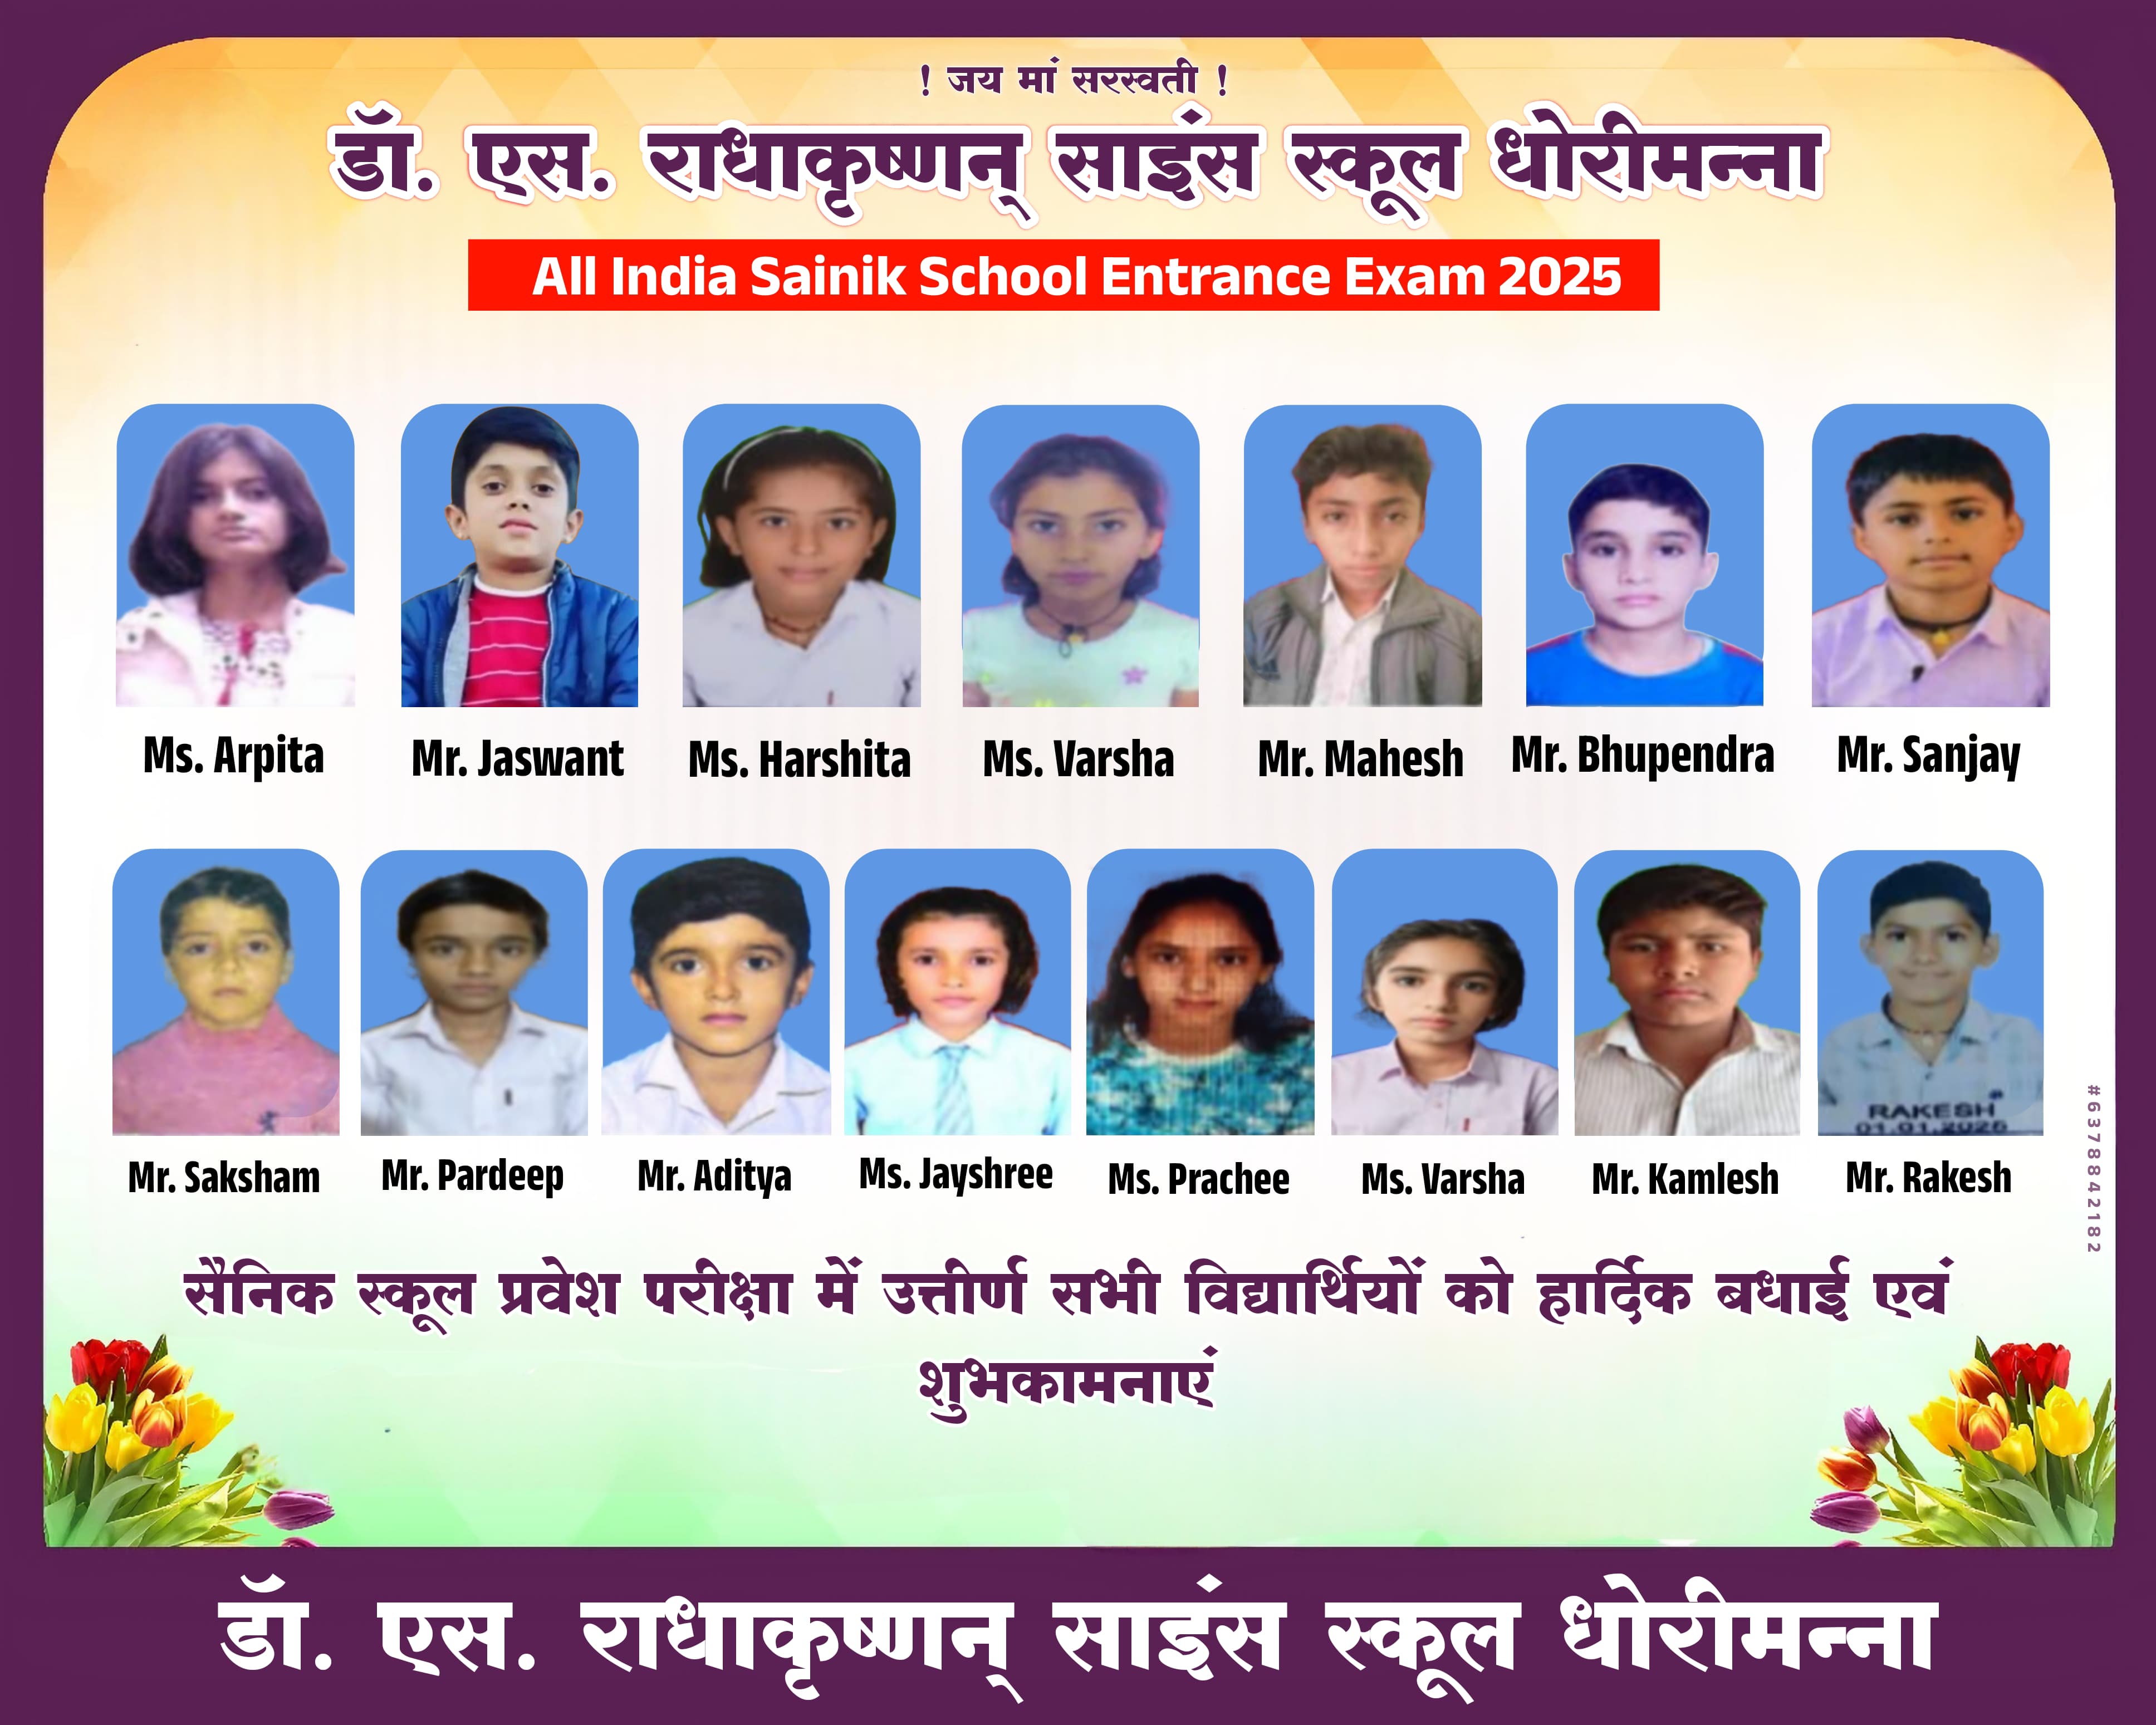 ! जय मां सरस्वती !
डॉ. एस. राधाकृष्णन् साइंस स्कूल धोरीमन्ना
All India Sainik School Entrance Exam 2025
Ms. Arpita Mr. Jaswant Ms. Harshita Ms. Varsha Mr. Mahesh Mr. Bhupendra Mr. Sanjay
RAKESH
Mr. Saksham Mr. Pardeep Mr. Aditya Ms. Jayshree Ms. Prachee Ms. Varsha Mr. Kamlesh Mr. Rakesh
#6378842182
सैनिक स्कूल प्रवेश परीक्षा में उत्तीर्ण सभी विद्यार्थियों को हार्दिक बधाई एवं
शुभकामनाएं
डॉ. एस. राधाकृष्णन् साइंस स्कूल धोरीमन्ना